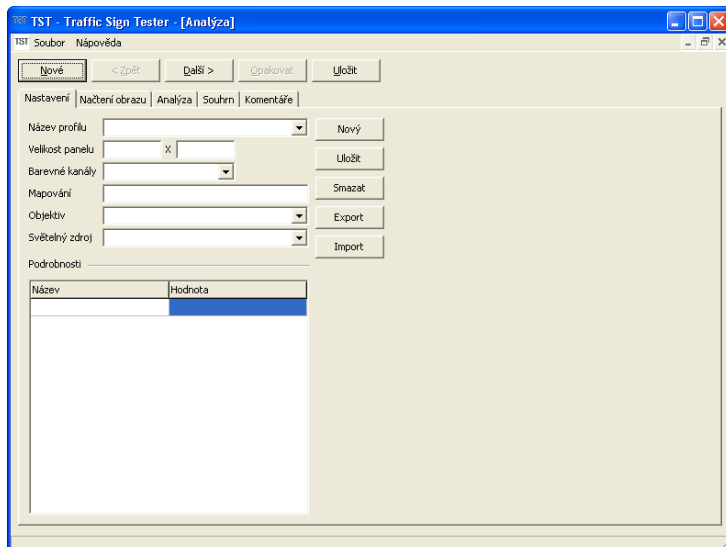 TST TST - Traffic Sign Tester - [Analýza]
TST Soubor Nápověda
Nové < Zpět Další > Opakovat Uložit
Nastavení Načtení obrazu Analýza Souhrn Komentáře
Název profilu Nový
Velikost panelu X Uložit
Barevné kanály
Mapování Smazat
Objektiv Export
Světelný zdroj Import
Podrobnosti
Název Hodnota